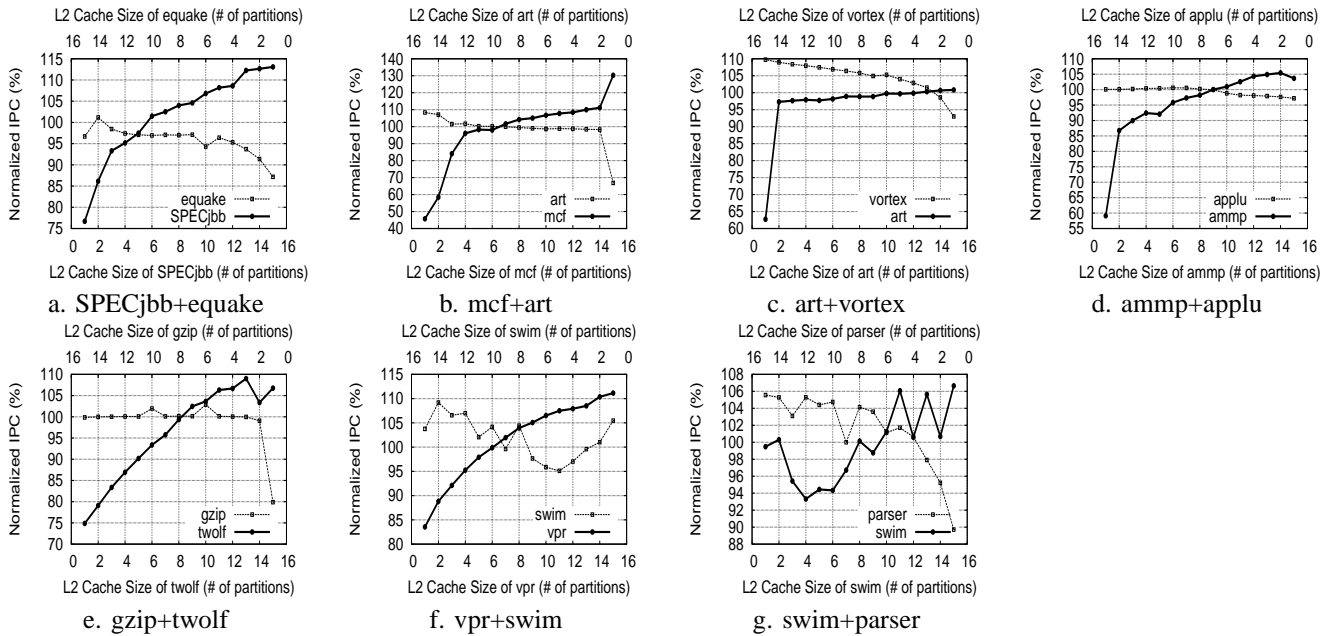 L2 Cache Size of equake (# of partitions)
16 14 12 10 8 6 4 2 0
Normalized IPC (%)
115
110
105
100
95
90
85
80
75
equake
SPECjbb
0 2 4 6 8 10 12 14 16
L2 Cache Size of SPECjbb (# of partitions)
a. SPECjbb+equake
L2 Cache Size of art (# of partitions)
16 14 12 10 8 6 4 2 0
Normalized IPC (%)
140
130
120
110
100
90
80
70
60
50
40
art
mcf
0 2 4 6 8 10 12 14 16
L2 Cache Size of mcf (# of partitions)
b. mcf+art
L2 Cache Size of vortex (# of partitions)
16 14 12 10 8 6 4 2 0
Normalized IPC (%)
110
105
100
95
90
85
80
75
70
65
60
vortex
art
0 2 4 6 8 10 12 14 16
L2 Cache Size of art (# of partitions)
c. art+vortex
L2 Cache Size of applu (# of partitions)
16 14 12 10 8 6 4 2 0
Normalized IPC (%)
110
105
100
95
90
85
80
75
70
65
60
55
applu
ammp
0 2 4 6 8 10 12 14 16
L2 Cache Size of ammp (# of partitions)
d. ammp+applu
L2 Cache Size of gzip (# of partitions)
16 14 12 10 8 6 4 2 0
Normalized IPC (%)
110
105
100
95
90
85
80
75
70
gzip
twolf
0 2 4 6 8 10 12 14 16
L2 Cache Size of twolf (# of partitions)
e. gzip+twolf
L2 Cache Size of swim (# of partitions)
16 14 12 10 8 6 4 2 0
Normalized IPC (%)
115
110
105
100
95
90
85
80
swim
vpr
0 2 4 6 8 10 12 14 16
L2 Cache Size of vpr (# of partitions)
f. vpr+swim
L2 Cache Size of parser (# of partitions)
16 14 12 10 8 6 4 2 0
Normalized IPC (%)
108
106
104
102
100
98
96
94
92
90
88
parser
swim
0 2 4 6 8 10 12 14 16
L2 Cache Size of swim (# of partitions)
g. swim+parser